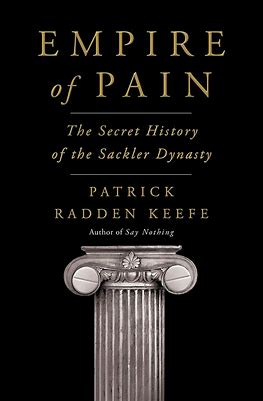 EMPIRE
of PAIN
The Secret History
of the Sackler Dynasty
PATRICK
RADDEN KEEFE
Author of Say Nothing